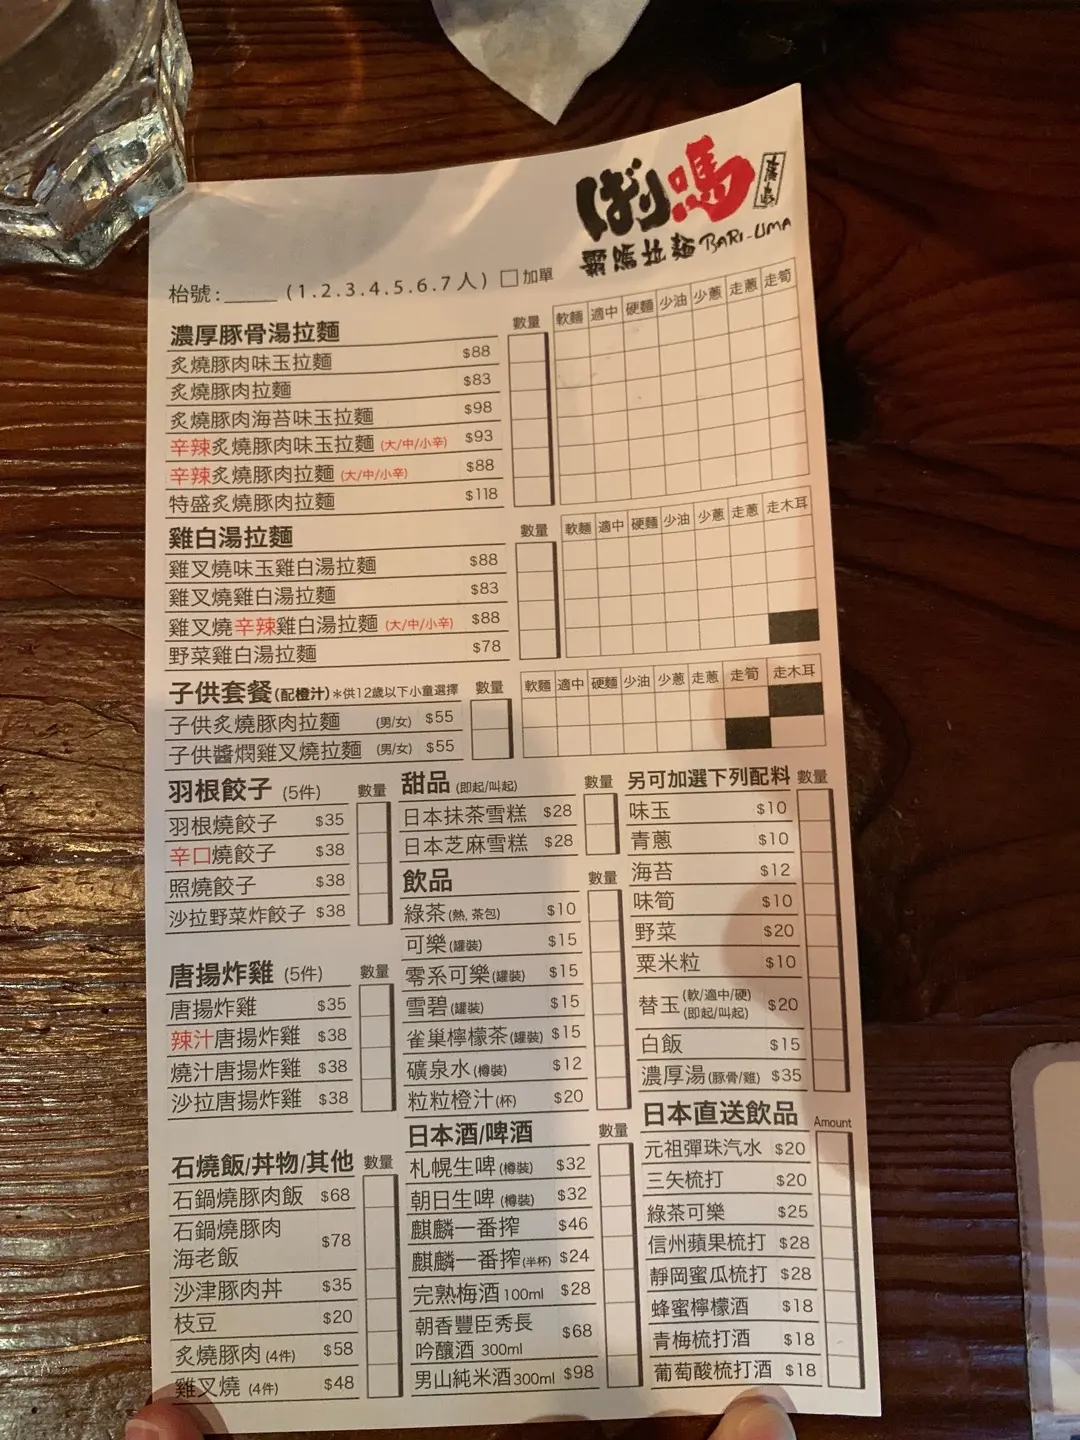 ばり嗎
廣島
霸嗎拉麵 BARI-UMA
枱號:_____ (1.2.3.4.5.6.7人) □加單
濃厚豚骨湯拉麵 數量 軟麵 適中 硬麵 少油 少蔥 走蔥 走筍
炙燒豚肉味玉拉麵 $88
炙燒豚肉拉麵 $83
炙燒豚肉海苔味玉拉麵 $98
辛辣炙燒豚肉味玉拉麵 (大/中/小辛) $93
辛辣炙燒豚肉拉麵 (大/中/小辛) $88
特盛炙燒豚肉拉麵 $118
雞白湯拉麵 數量 軟麵 適中 硬麵 少油 少蔥 走蔥 走木耳
雞叉燒味玉雞白湯拉麵 $88
雞叉燒雞白湯拉麵 $83
雞叉燒辛辣雞白湯拉麵 (大/中/小辛) $88
野菜雞白湯拉麵 $78
子供套餐(配橙汁)*供12歲以下小童選擇 數量 軟麵 適中 硬麵 少油 少蔥 走蔥 走筍 走木耳
子供炙燒豚肉拉麵 (男/女) $55
子供醬燜雞叉燒拉麵 (男/女) $55
羽根餃子 (5件) 數量
羽根燒餃子 $35
辛口燒餃子 $38
照燒餃子 $38
沙拉野菜炸餃子 $38
唐揚炸雞 (5件) 數量
唐揚炸雞 $35
辣汁唐揚炸雞 $38
燒汁唐揚炸雞 $38
沙拉唐揚炸雞 $38
石燒飯/丼物/其他 數量
石鍋燒豚肉飯 $68
石鍋燒豚肉
海老飯 $78
沙津豚肉丼 $35
枝豆 $20
炙燒豚肉 (4件) $58
雞叉燒 (4件) $48
甜品 (即起/叫起) 數量
日本抹茶雪糕 $28
日本芝麻雪糕 $28
飲品 數量
綠茶(熱, 茶包) $10
可樂(罐裝) $15
零系可樂(罐裝) $15
雪碧(罐裝) $15
雀巢檸檬茶(罐裝) $15
礦泉水(樽裝) $12
粒粒橙汁(杯) $20
日本酒/啤酒 數量
札幌生啤(樽裝) $32
朝日生啤(樽裝) $32
麒麟一番搾 $46
麒麟一番搾(半杯) $24
完熟梅酒100ml $28
朝香豐臣秀長
吟釀酒 300ml $68
男山純米酒300ml $98
另可加選下列配料 數量
味玉 $10
青蔥 $10
海苔 $12
味筍 $10
野菜 $20
粟米粒 $10
替玉(軟/適中/硬)(即起/叫起) $20
白飯 $15
濃厚湯(豚骨/雞) $35
日本直送飲品 Amount
元祖彈珠汽水 $20
三矢梳打 $20
綠茶可樂 $25
信州蘋果梳打 $28
靜岡蜜瓜梳打 $28
蜂蜜檸檬酒 $18
青梅梳打酒 $18
葡萄酸梳打酒 $18